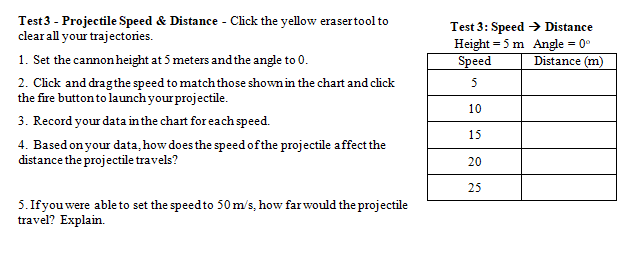 Test 3 - Projectile Speed & Distance - Click the yellow eraser tool to
clear all your trajectories.
1. Set the cannon height at 5 meters and the angle to 0.
2. Click and drag the speed to match those shown in the chart and click
the fire button to launch your projectile.
3. Record your data in the chart for each speed.
4. Based on your data, how does the speed of the projectile affect the
distance the projectile travels?
5. If you were able to set the speed to 50 m/s, how far would the projectile
travel? Explain.
Test 3: Speed → Distance
Height = 5 m Angle = 0°
Speed Distance (m)
5
10
15
20
25